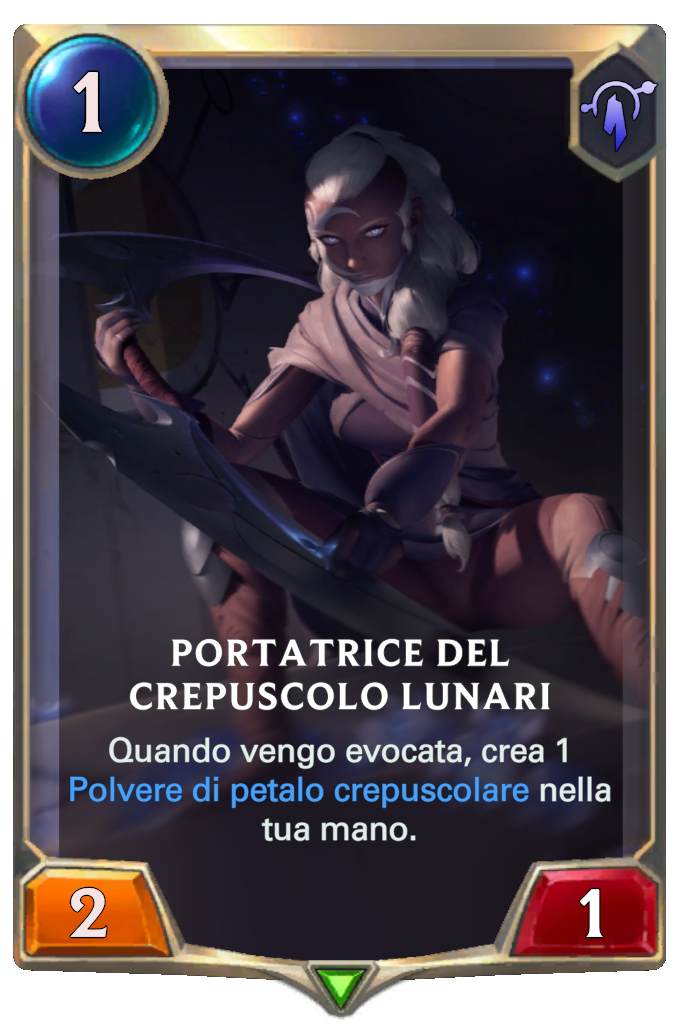 1
PORTATRICE DEL
CREPUSCOLO LUNARI
Quando vengo evocata, crea 1
Polvere di petalo crepuscolare nella
tua mano.
2
1